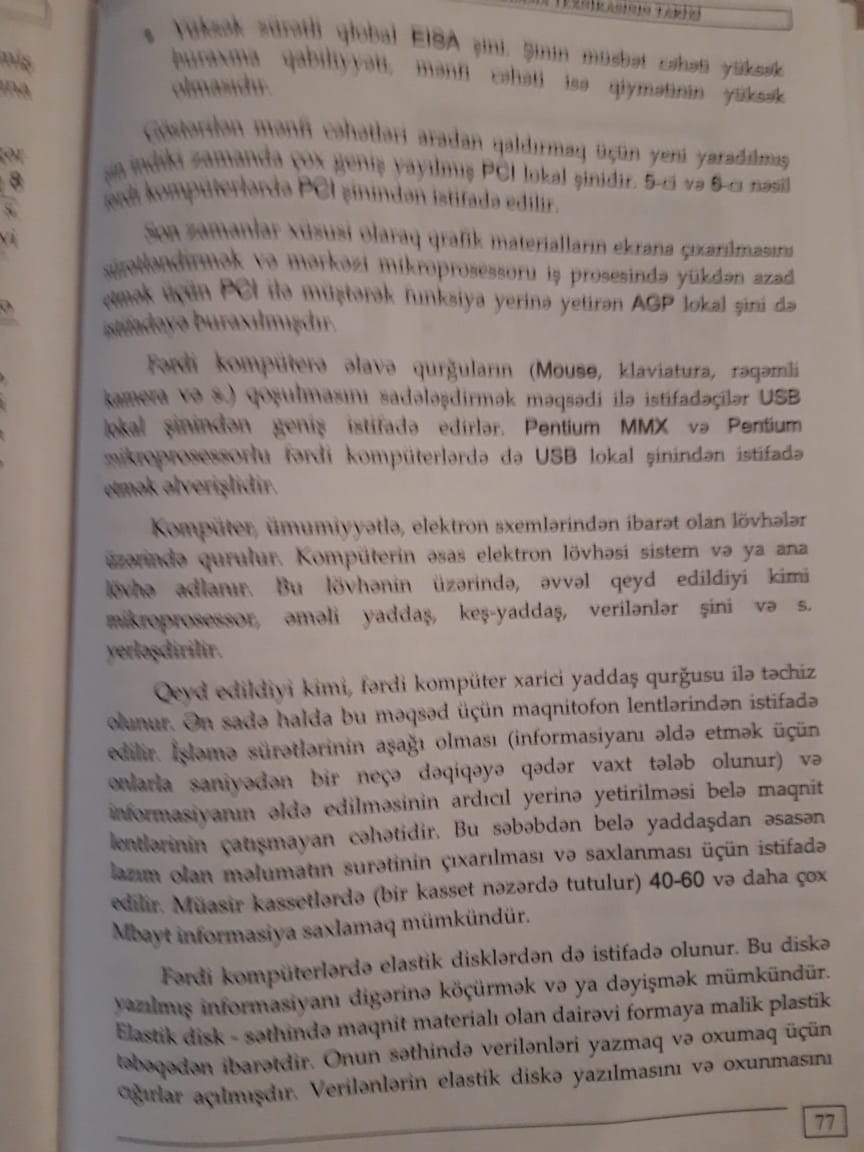 TEXNİKASININ TARİXİ
Yüksək sürətli qlobal EISA şini. Şinin müsbət cəhəti yüksək
buraxma qabiliyyəti, mənfi cəhəti isə qiymətinin yüksək
olmasıdır.
Göstərilən mənfi cəhətləri aradan qaldırmaq üçün yeni yaradılmış
şin indiki zamanda çox geniş yayılmış PCI lokal şinidir. 5-ci və 6-cı nəsil
fərdi kompüterlərdə PCI şinindən istifadə edilir.
Son zamanlar xüsusi olaraq qrafik materialların ekrana çıxarılmasını
sürətləndirmək və mərkəzi mikroprosessoru iş prosesində yükdən azad
etmək üçün PCI ilə müştərək funksiya yerinə yetirən AGP lokal şini də
istifadəyə buraxılmışdır.
Fərdi kompüterə əlavə qurğuların (Mouse, klaviatura, rəqəmli
kamera və s.) qoşulmasını sadələşdirmək məqsədi ilə istifadəçilər USB
lokal şinindən geniş istifadə edirlər. Pentium MMX və Pentium
mikroprosessorlu fərdi kompüterlərdə də USB lokal şinindən istifadə
etmək əlverişlidir.
Kompüter, ümumiyyətlə, elektron sxemlərindən ibarət olan lövhələr
üzərində qurulur. Kompüterin əsas elektron lövhəsi sistem və ya ana
lövhə adlanır. Bu lövhənin üzərində, əvvəl qeyd edildiyi kimi
mikroprosessor, əməli yaddaş, keş-yaddaş, verilənlər şini və s.
yerləşdirilir.
Qeyd edildiyi kimi, fərdi kompüter xarici yaddaş qurğusu ilə təchiz
olunur. Ən sadə halda bu məqsəd üçün maqnitofon lentlərindən istifadə
edilir. İşləmə sürətlərinin aşağı olması (informasiyanı əldə etmək üçün
onlarla saniyədən bir neçə dəqiqəyə qədər vaxt tələb olunur) və
informasiyanın əldə edilməsinin ardıcıl yerinə yetirilməsi belə maqnit
lentlərinin çatışmayan cəhətidir. Bu səbəbdən belə yaddaşdan əsasən
lazım olan məlumatın surətinin çıxarılması və saxlanması üçün istifadə
edilir. Müasir kassetlərdə (bir kasset nəzərdə tutulur) 40-60 və daha çox
Mbayt informasiya saxlamaq mümkündür.
Fərdi kompüterlərdə elastik disklərdən də istifadə olunur. Bu diskə
yazılmış informasiyanı digərinə köçürmək və ya dəyişmək mümkündür.
Elastik disk - səthində maqnit materialı olan dairəvi formaya malik plastik
təbəqədən ibarətdir. Onun səthində verilənləri yazmaq və oxumaq üçün
cığırlar açılmışdır. Verilənlərin elastik diskə yazılmasını və oxunmasını
77